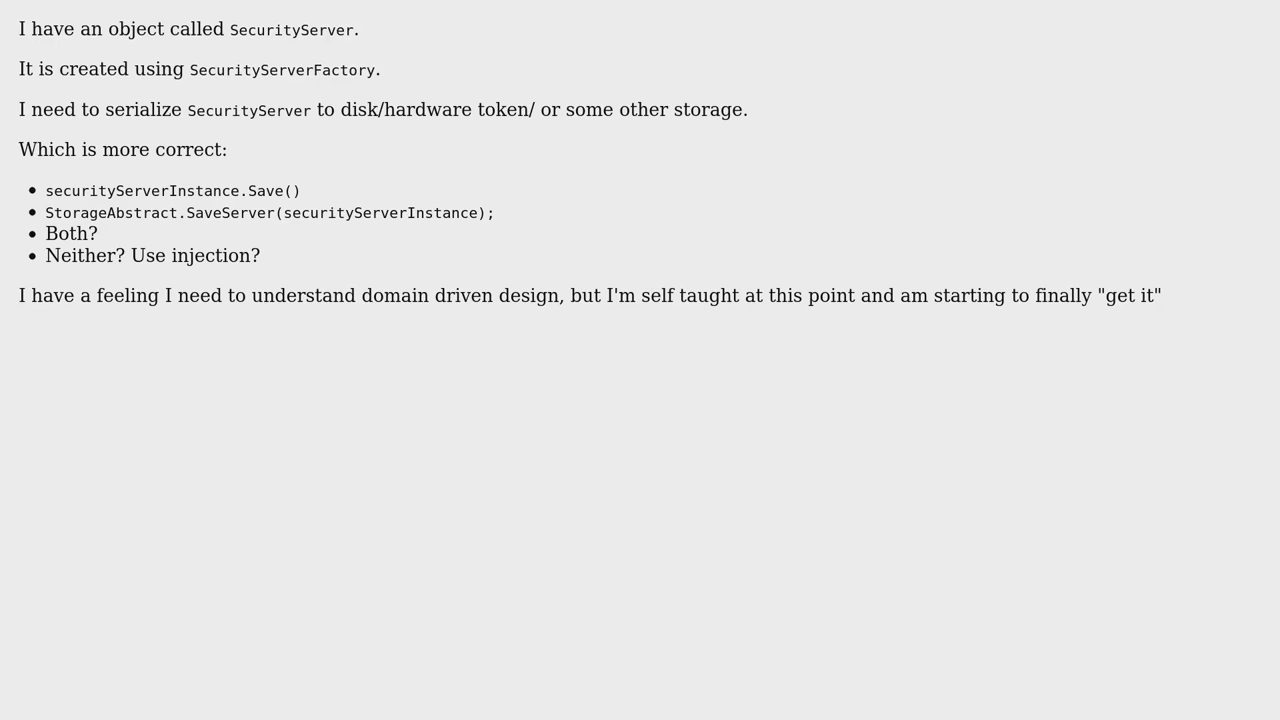 I have an object called SecurityServer.
It is created using SecurityServerFactory.
I need to serialize SecurityServer to disk/hardware token/ or some other storage.
Which is more correct:
securityServerInstance.Save()
StorageAbstract.SaveServer(securityServerInstance);
Both?
Neither? Use injection?
I have a feeling I need to understand domain driven design, but I'm self taught at this point and am starting to finally "get it"